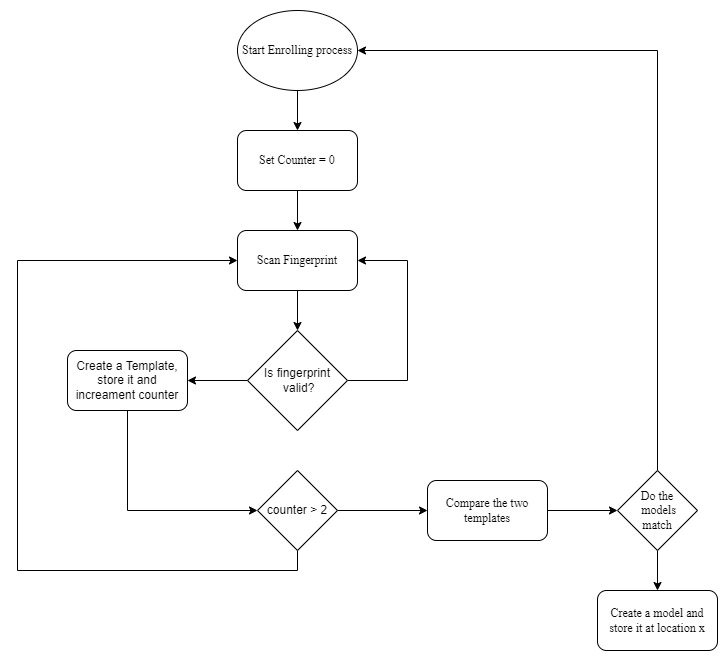 Start Enrolling process
Set Counter = 0
Scan Fingerprint
Is fingerprint
valid?
Create a Template,
store it and
increament counter
counter > 2
Compare the two
templates
Do the
models
match
Create a model and
store it at location x